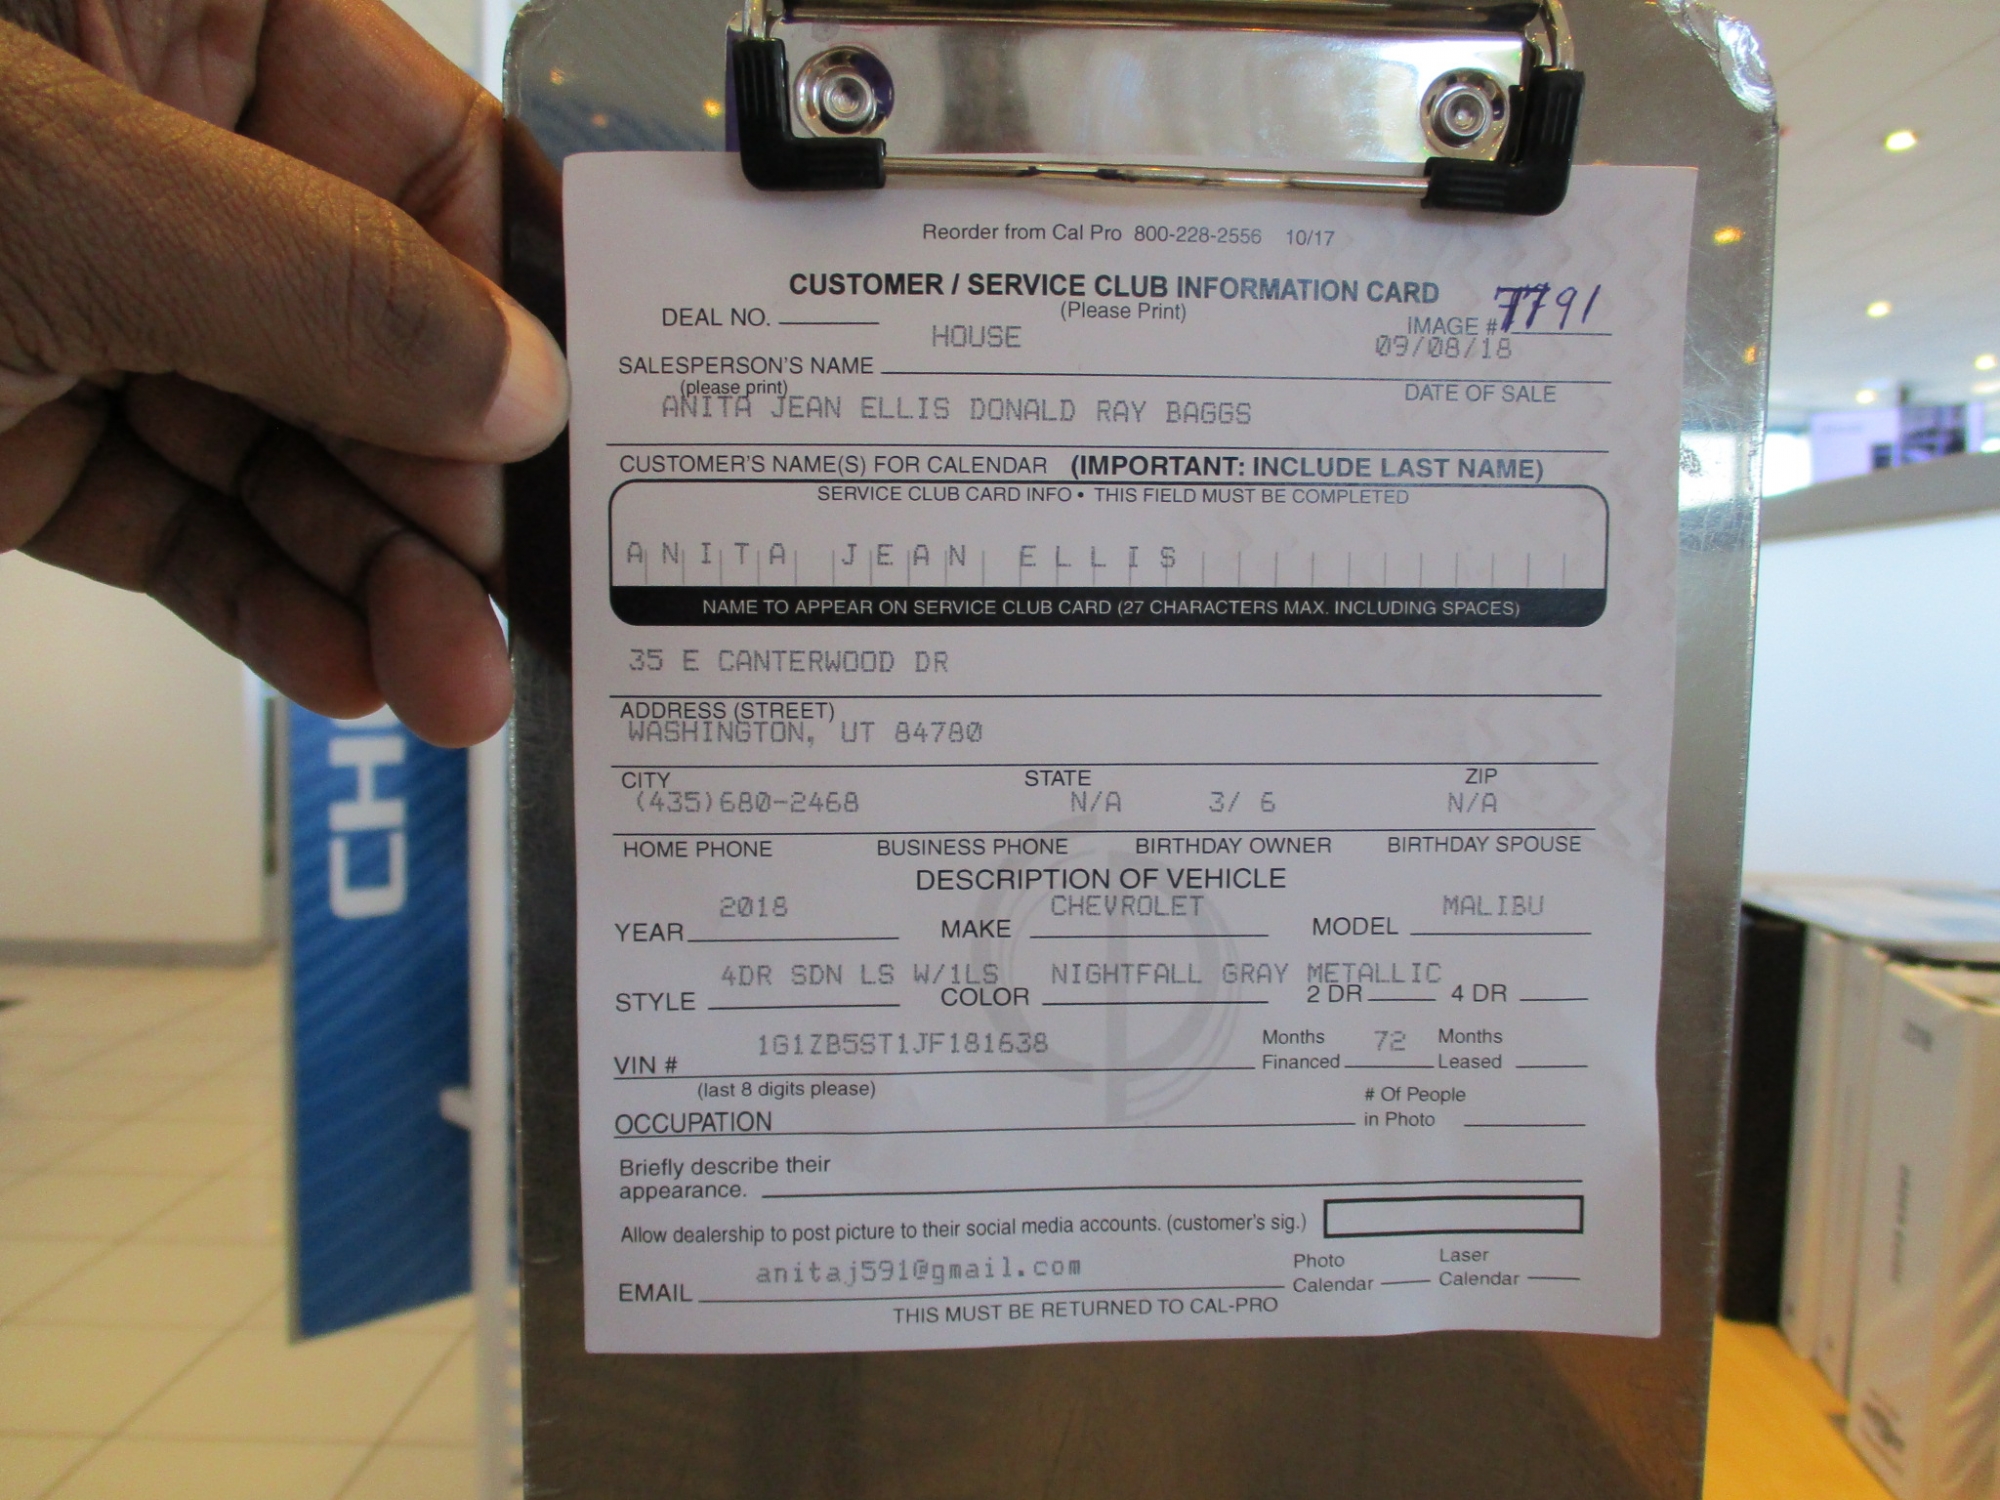 Reorder from Cal Pro 800-228-2556 10/17
CUSTOMER / SERVICE CLUB INFORMATION CARD
(Please Print)
DEAL NO.
IMAGE # 7791
HOUSE 09/08/18
SALESPERSON'S NAME
(please print)
DATE OF SALE
ANITA JEAN ELLIS DONALD RAY BAGGS
CUSTOMER'S NAME(S) FOR CALENDAR (IMPORTANT: INCLUDE LAST NAME)
SERVICE CLUB CARD INFO • THIS FIELD MUST BE COMPLETED
ANITA JEAN ELLIS
NAME TO APPEAR ON SERVICE CLUB CARD (27 CHARACTERS MAX. INCLUDING SPACES)
35 E CANTERWOOD DR
ADDRESS (STREET)
WASHINGTON, UT 84780
CITY STATE ZIP
(435)680-2468 N/A 3/ 6 N/A
HOME PHONE BUSINESS PHONE BIRTHDAY OWNER BIRTHDAY SPOUSE
DESCRIPTION OF VEHICLE
YEAR 2018 MAKE CHEVROLET MODEL MALIBU
4DR SDN LS W/1LS NIGHTFALL GRAY METALLIC
STYLE COLOR 2 DR 4 DR
VIN # 1G1ZB5ST1JF181638
(last 8 digits please)
Months Financed 72 Months Leased
OCCUPATION
# Of People in Photo
Briefly describe their
appearance.
Allow dealership to post picture to their social media accounts. (customer's sig.)
EMAIL anitaj591@gmail.com
Photo Calendar Laser Calendar
THIS MUST BE RETURNED TO CAL-PRO